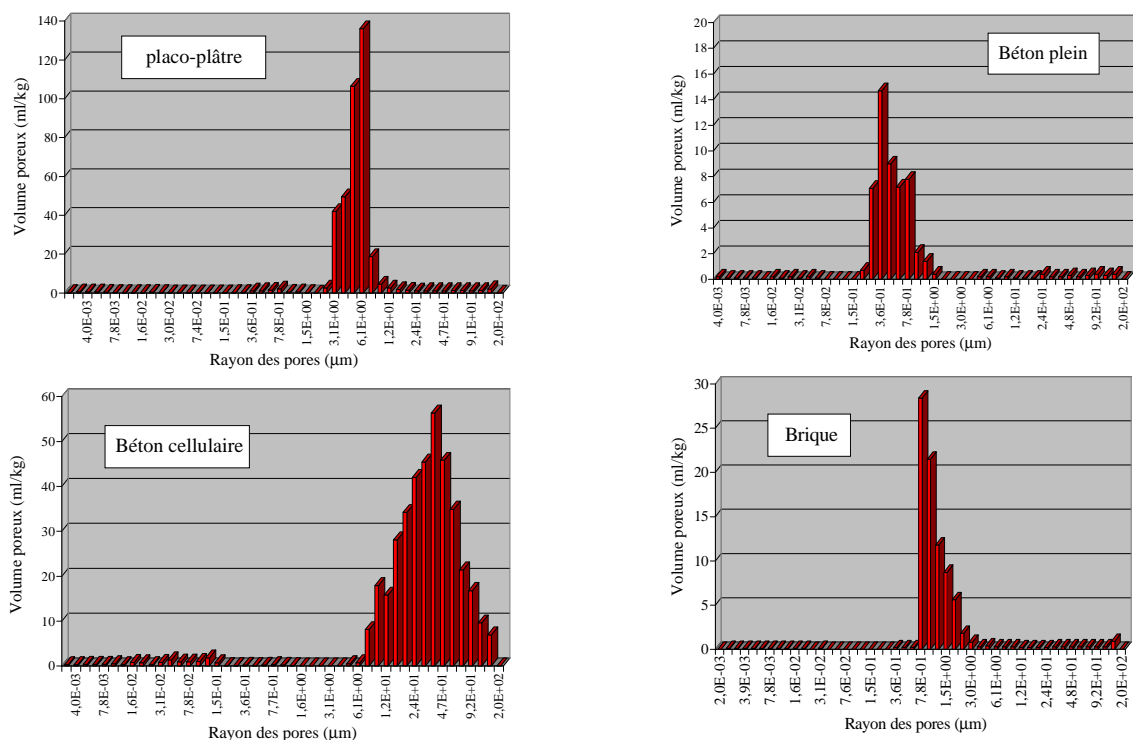 placo-plâtre
Volume poreux (ml/kg)
140
120
100
80
60
40
20
0
4,0E-03
7,8E-03
1,6E-02
3,0E-02
7,4E-02
1,5E-01
3,6E-01
7,8E-01
1,5E+00
3,1E+00
6,1E+00
1,2E+01
2,4E+01
4,7E+01
9,1E+01
2,0E+02
Rayon des pores (µm)
Béton plein
Volume poreux (ml/kg)
20
18
16
14
12
10
8
6
4
2
0
4,0E-03
7,8E-03
1,6E-02
3,1E-02
7,8E-02
1,5E-01
3,6E-01
7,8E-01
1,5E+00
3,0E+00
6,1E+00
1,2E+01
2,4E+01
4,8E+01
9,2E+01
2,0E+02
Rayon des pores (µm)
Béton cellulaire
Volume poreux (ml/kg)
60
50
40
30
20
10
0
4,0E-03
7,8E-03
1,6E-02
3,1E-02
7,8E-02
1,5E-01
3,6E-01
7,6E-01
1,5E+00
3,1E+00
6,1E+00
1,2E+01
2,4E+01
4,7E+01
9,2E+01
2,0E+02
Rayon des pores (µm)
Brique
Volume poreux (ml/kg)
30
25
20
15
10
5
0
2,0E-03
3,9E-03
7,8E-03
1,6E-02
3,1E-02
7,6E-02
1,5E-01
3,6E-01
7,8E-01
1,5E+00
3,0E+00
6,0E+00
1,2E+01
2,4E+01
4,7E+01
9,1E+01
2,0E+02
Rayon des pores (µm)